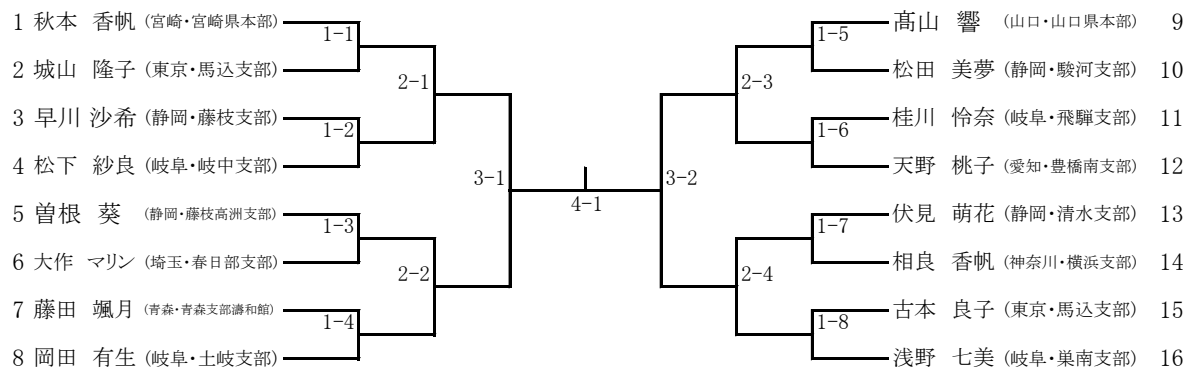 1 秋本 香帆 (宮崎・宮崎県本部)
1-1
2 城山 隆子 (東京・馬込支部)
2-1
3 早川 沙希 (静岡・藤枝支部)
1-2
4 松下 紗良 (岐阜・岐中支部)
3-1
5 曽根 葵 (静岡・藤枝高洲支部)
1-3
6 大作 マリン (埼玉・春日部支部)
2-2
7 藤田 颯月 (青森・青森支部濤和館)
1-4
8 岡田 有生 (岐阜・土岐支部)
4-1
髙山 響 (山口・山口県本部) 9
1-5
松田 美夢 (静岡・駿河支部) 10
2-3
桂川 怜奈 (岐阜・飛騨支部) 11
1-6
天野 桃子 (愛知・豊橋南支部) 12
3-2
伏見 萌花 (静岡・清水支部) 13
1-7
相良 香帆 (神奈川・横浜支部) 14
2-4
古本 良子 (東京・馬込支部) 15
1-8
浅野 七美 (岐阜・巣南支部) 16